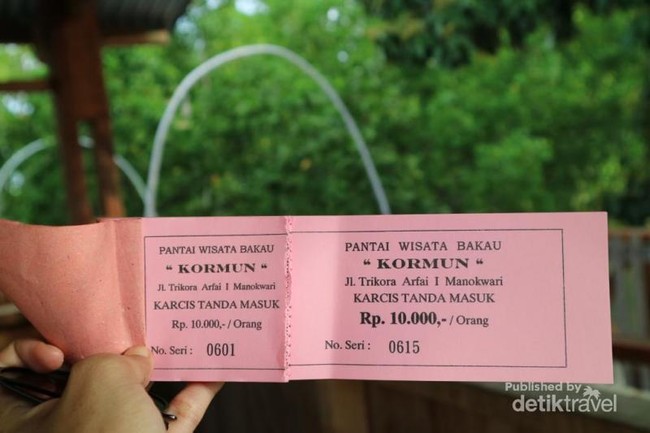 PANTAI WISATA BAKAU
" KORMUN "
Jl. Trikora Arfai I Manokwari
KARCIS TANDA MASUK
Rp. 10.000,- / Orang
No. Seri : 0601
PANTAI WISATA BAKAU
" KORMUN "
Jl. Trikora Arfai I Manokwari
KARCIS TANDA MASUK
Rp. 10.000,- / Orang
No. Seri : 0615
Published by
detiktravel